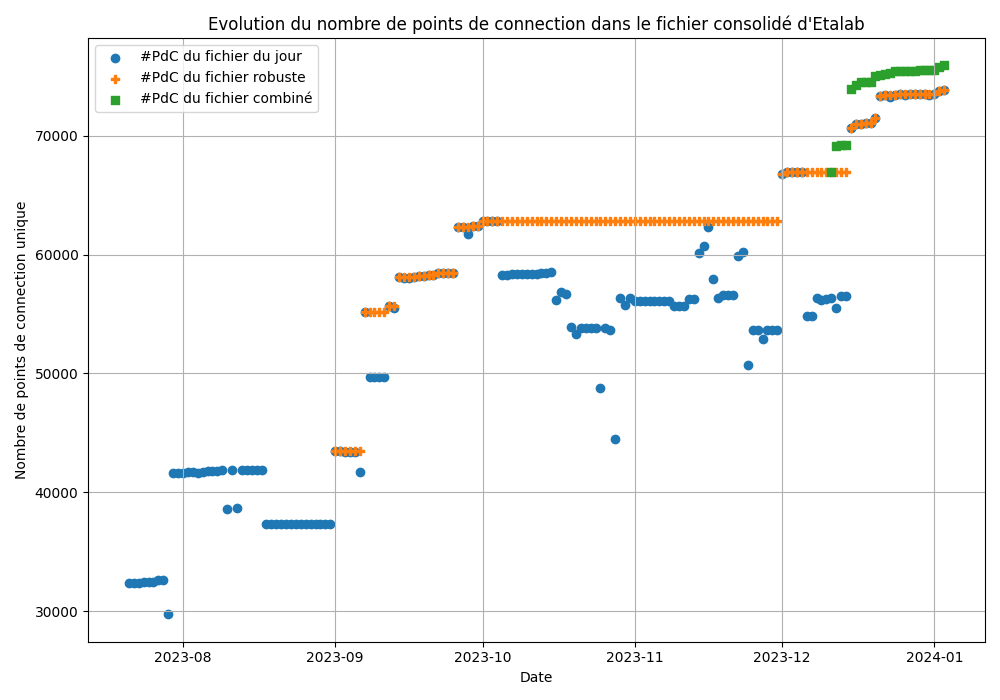 Evolution du nombre de points de connection dans le fichier consolidé d'Etalab
#PdC du fichier du jour
#PdC du fichier robuste
#PdC du fichier combiné
Nombre de points de connection unique
70000
60000
50000
40000
30000
2023-08
2023-09
2023-10
2023-11
2023-12
2024-01
Date